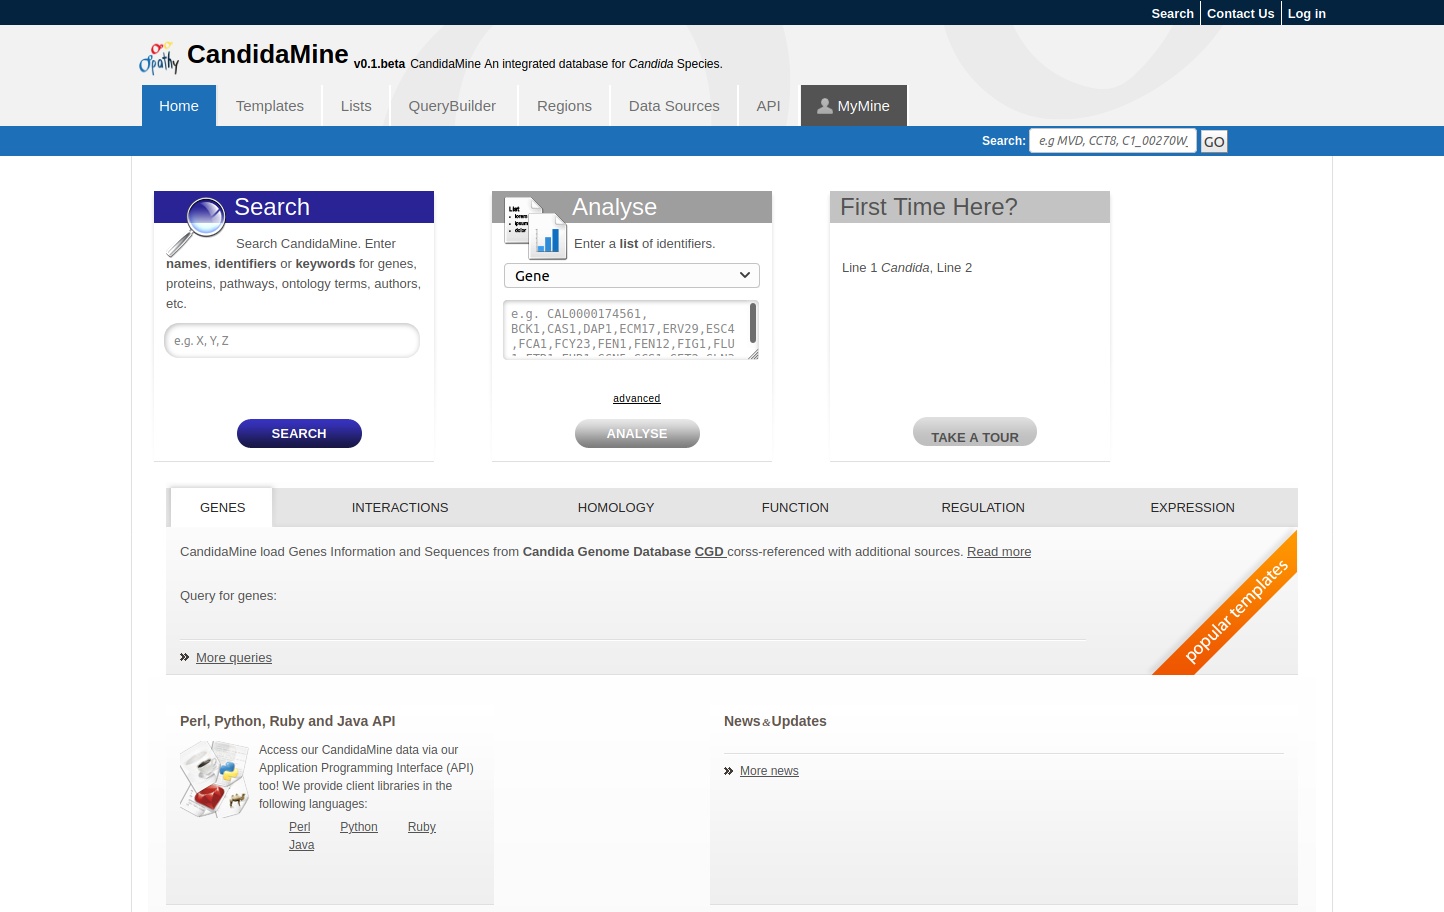 Search Contact Us Log in
Opathy CandidaMine v0.1.beta CandidaMine An integrated database for Candida Species.
Home Templates Lists QueryBuilder Regions Data Sources API MyMine
Search: e.g MVD, CCT8, C1_00270W_ GO
Search
Search CandidaMine. Enter
names, identifiers or keywords for genes,
proteins, pathways, ontology terms, authors,
etc.
e.g. X, Y, Z
SEARCH
List
lorem
ipsum
dolor
Analyse
Enter a list of identifiers.
Gene
e.g. CAL0000174561,
BCK1,CAS1,DAP1,ECM17,ERV29,ESC4
,FCA1,FCY23,FEN1,FEN12,FIG1,FLU
advanced
ANALYSE
First Time Here?
Line 1 Candida, Line 2
TAKE A TOUR
GENES INTERACTIONS HOMOLOGY FUNCTION REGULATION EXPRESSION
CandidaMine load Genes Information and Sequences from Candida Genome Database CGD corss-referenced with additional sources. Read more
Query for genes:
More queries
popular templates
Perl, Python, Ruby and Java API
Access our CandidaMine data via our
Application Programming Interface (API)
too! We provide client libraries in the
following languages:
Perl Python Ruby
Java
News & Updates
More news